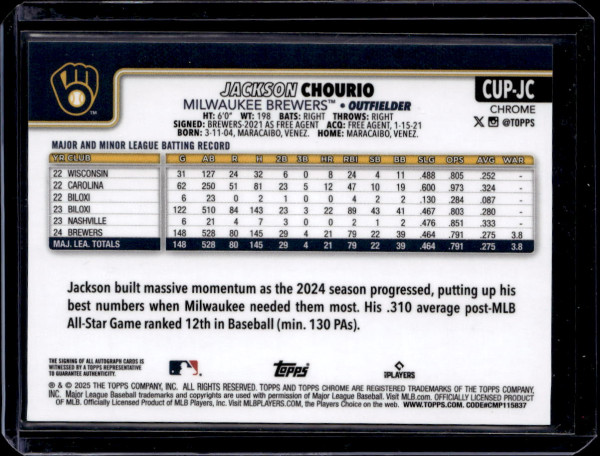 JACKSON CHOURIO
MILWAUKEE BREWERS™ • OUTFIELDER
HT: 6'0" WT: 198 BATS: RIGHT THROWS: RIGHT
SIGNED: BREWERS-2021 AS FREE AGENT ACQ: FREE AGENT, 1-15-21
BORN: 3-11-04, MARACAIBO, VENEZ. HOME: MARACAIBO, VENEZ.
CUP-JC
CHROME
X @TOPPS
MAJOR AND MINOR LEAGUE BATTING RECORD
YR CLUB G AB R H 2B 3B HR RBI SB BB SLG OPS AVG WAR
22 WISCONSIN 31 127 24 32 6 0 8 24 4 11 .488 .805 .252 -
22 CAROLINA 62 250 51 81 23 5 12 47 10 19 .600 .973 .324 -
22 BILOXI 6 23 0 2 1 0 0 4 2 2 .130 .284 .087 -
23 BILOXI 122 510 84 143 23 3 22 89 43 41 .467 .803 .280 -
23 NASHVILLE 6 21 4 7 3 0 0 2 1 2 .476 .851 .333 -
24 BREWERS 148 528 80 145 29 4 21 79 22 39 .464 .791 .275 3.8
MAJ. LEA. TOTALS 148 528 80 145 29 4 21 79 22 39 .464 .791 .275 3.8
Jackson built massive momentum as the 2024 season progressed, putting up his
best numbers when Milwaukee needed them most. His .310 average post-MLB
All-Star Game ranked 12th in Baseball (min. 130 PAs).
THE SIGNING OF ALL AUTOGRAPH CARDS IS
WITNESSED BY A TOPPS REPRESENTATIVE
TO GUARANTEE AUTHENTICITY.
Topps
PLAYERS
® & © 2025 THE TOPPS COMPANY, INC. ALL RIGHTS RESERVED. TOPPS AND TOPPS CHROME ARE REGISTERED TRADEMARKS OF THE TOPPS COMPANY,
INC. Major League Baseball trademarks and copyrights are used with permission of Major League Baseball. Visit MLB.com. OFFICIALLY LICENSED PRODUCT
OF MLB. Officially Licensed Product of MLB Players, Inc. Visit MLBPLAYERS.com, the Players Choice on the web. WWW.TOPPS.COM. CODE#CMP115837